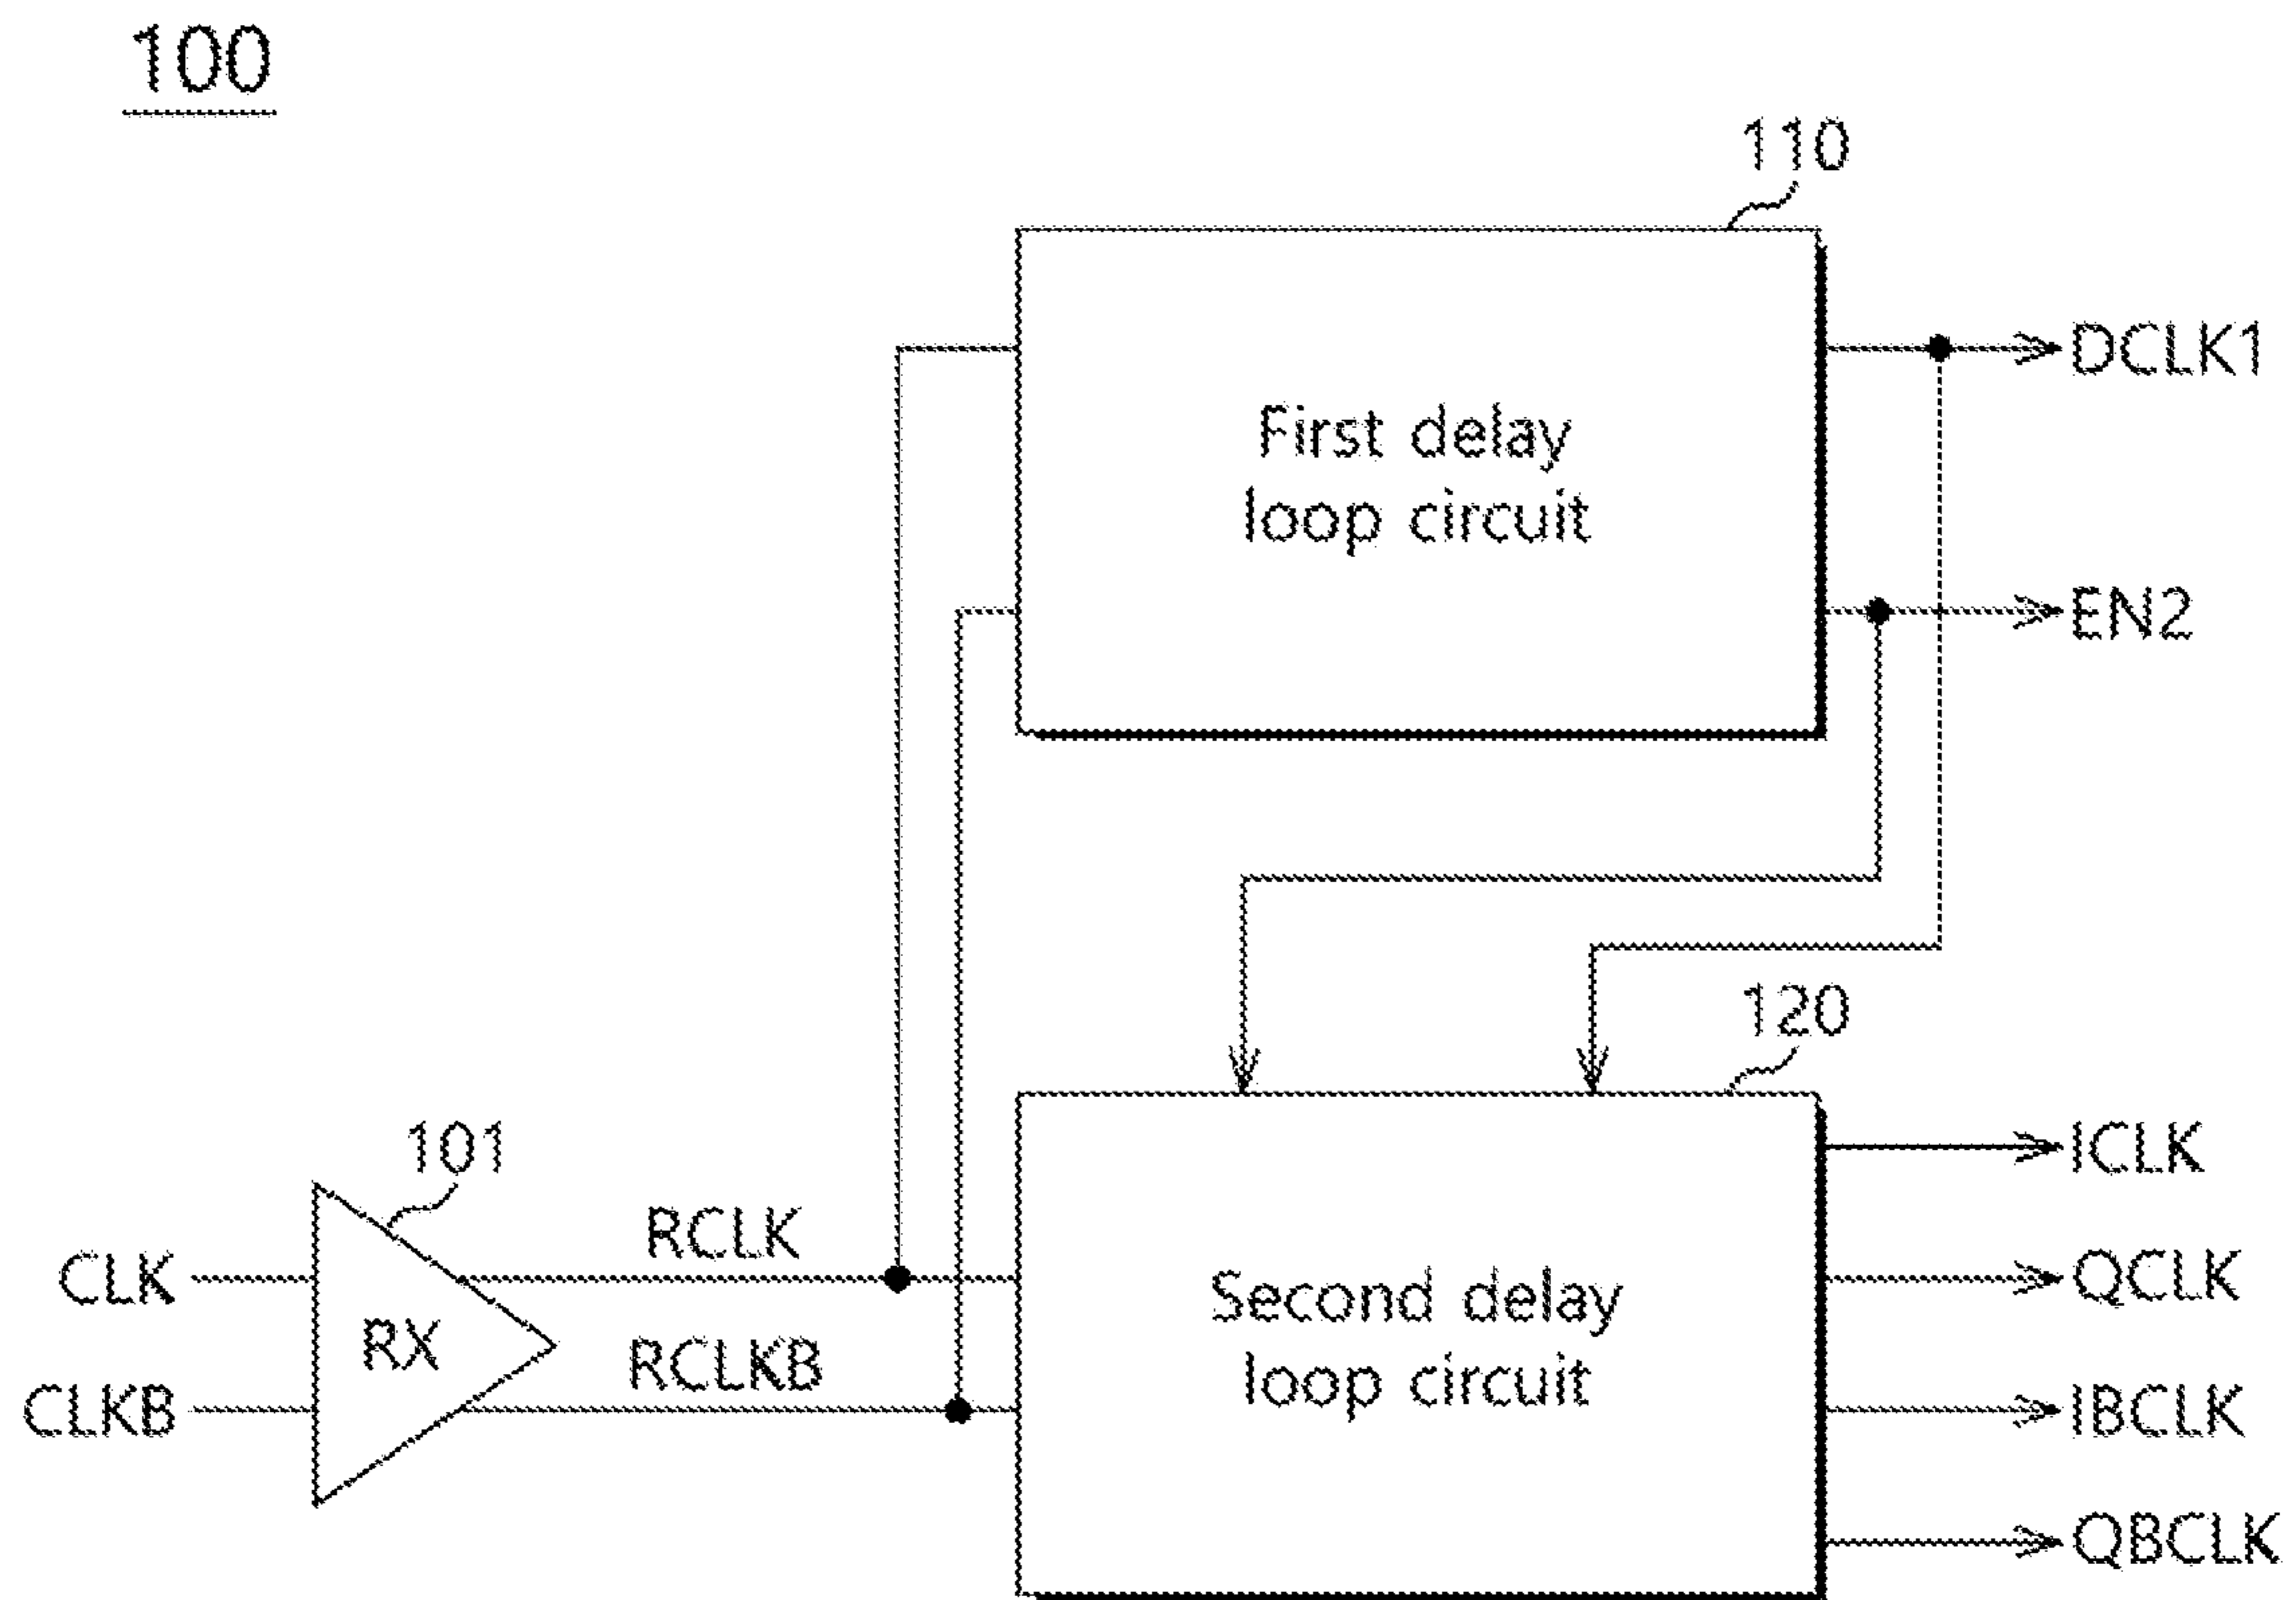 100
110
First delay
loop circuit
DCLK1
EN2
120
101
CLK
CLKB
RX
RCLK
RCLKB
Second delay
loop circuit
ICLK
QCLK
IBCLK
QBCLK